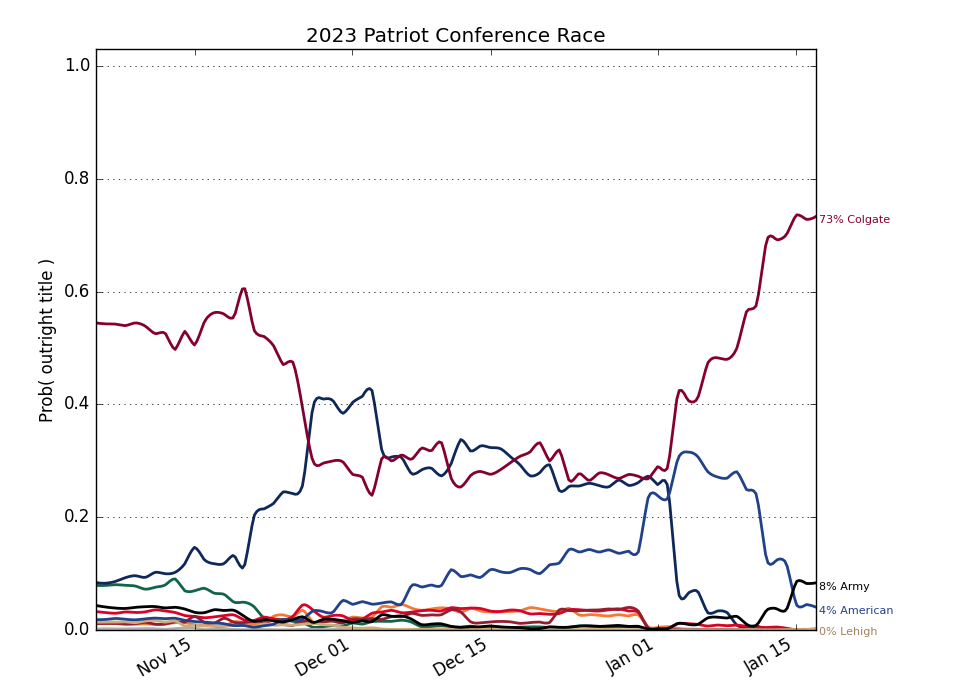 2023 Patriot Conference Race
Prob( outright title )
1.0
0.8
0.6
0.4
0.2
0.0
73% Colgate
8% Army
4% American
0% Lehigh
Nov 15
Dec 01
Dec 15
Jan 01
Jan 15